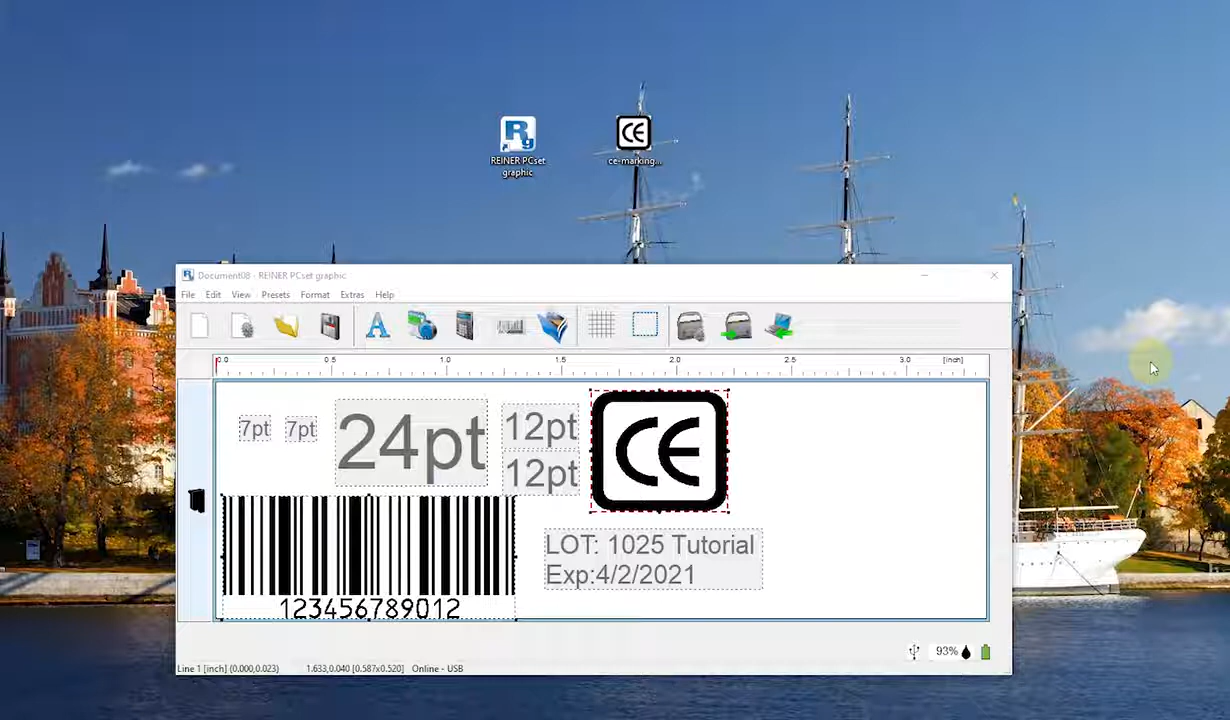 REINER PCset
graphic
ce-marking...
Document08 - REINER PCset graphic
File Edit View Presets Format Extras Help
0.0 0.5 1.0 1.5 2.0 2.5 3.0 [inch]
7pt 7pt 24pt 12pt
12pt
CE
LOT: 1025 Tutorial
Exp:4/2/2021
123456789012
93%
Line 1 [inch] (0.000,0.023) 1.633,0.040 [0.587x0.520] Online - USB